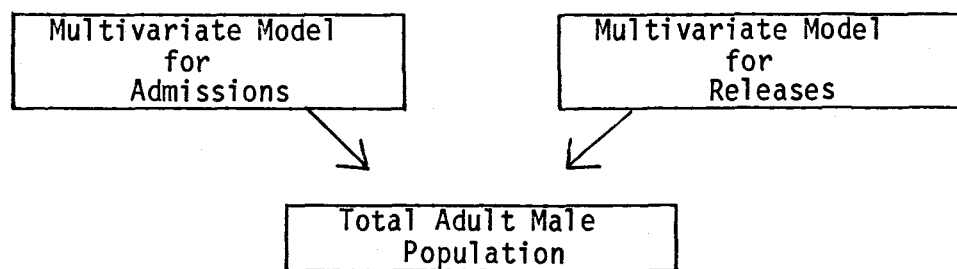 Multivariate Model
for
Admissions
Multivariate Model
for
Releases
Total Adult Male
Population